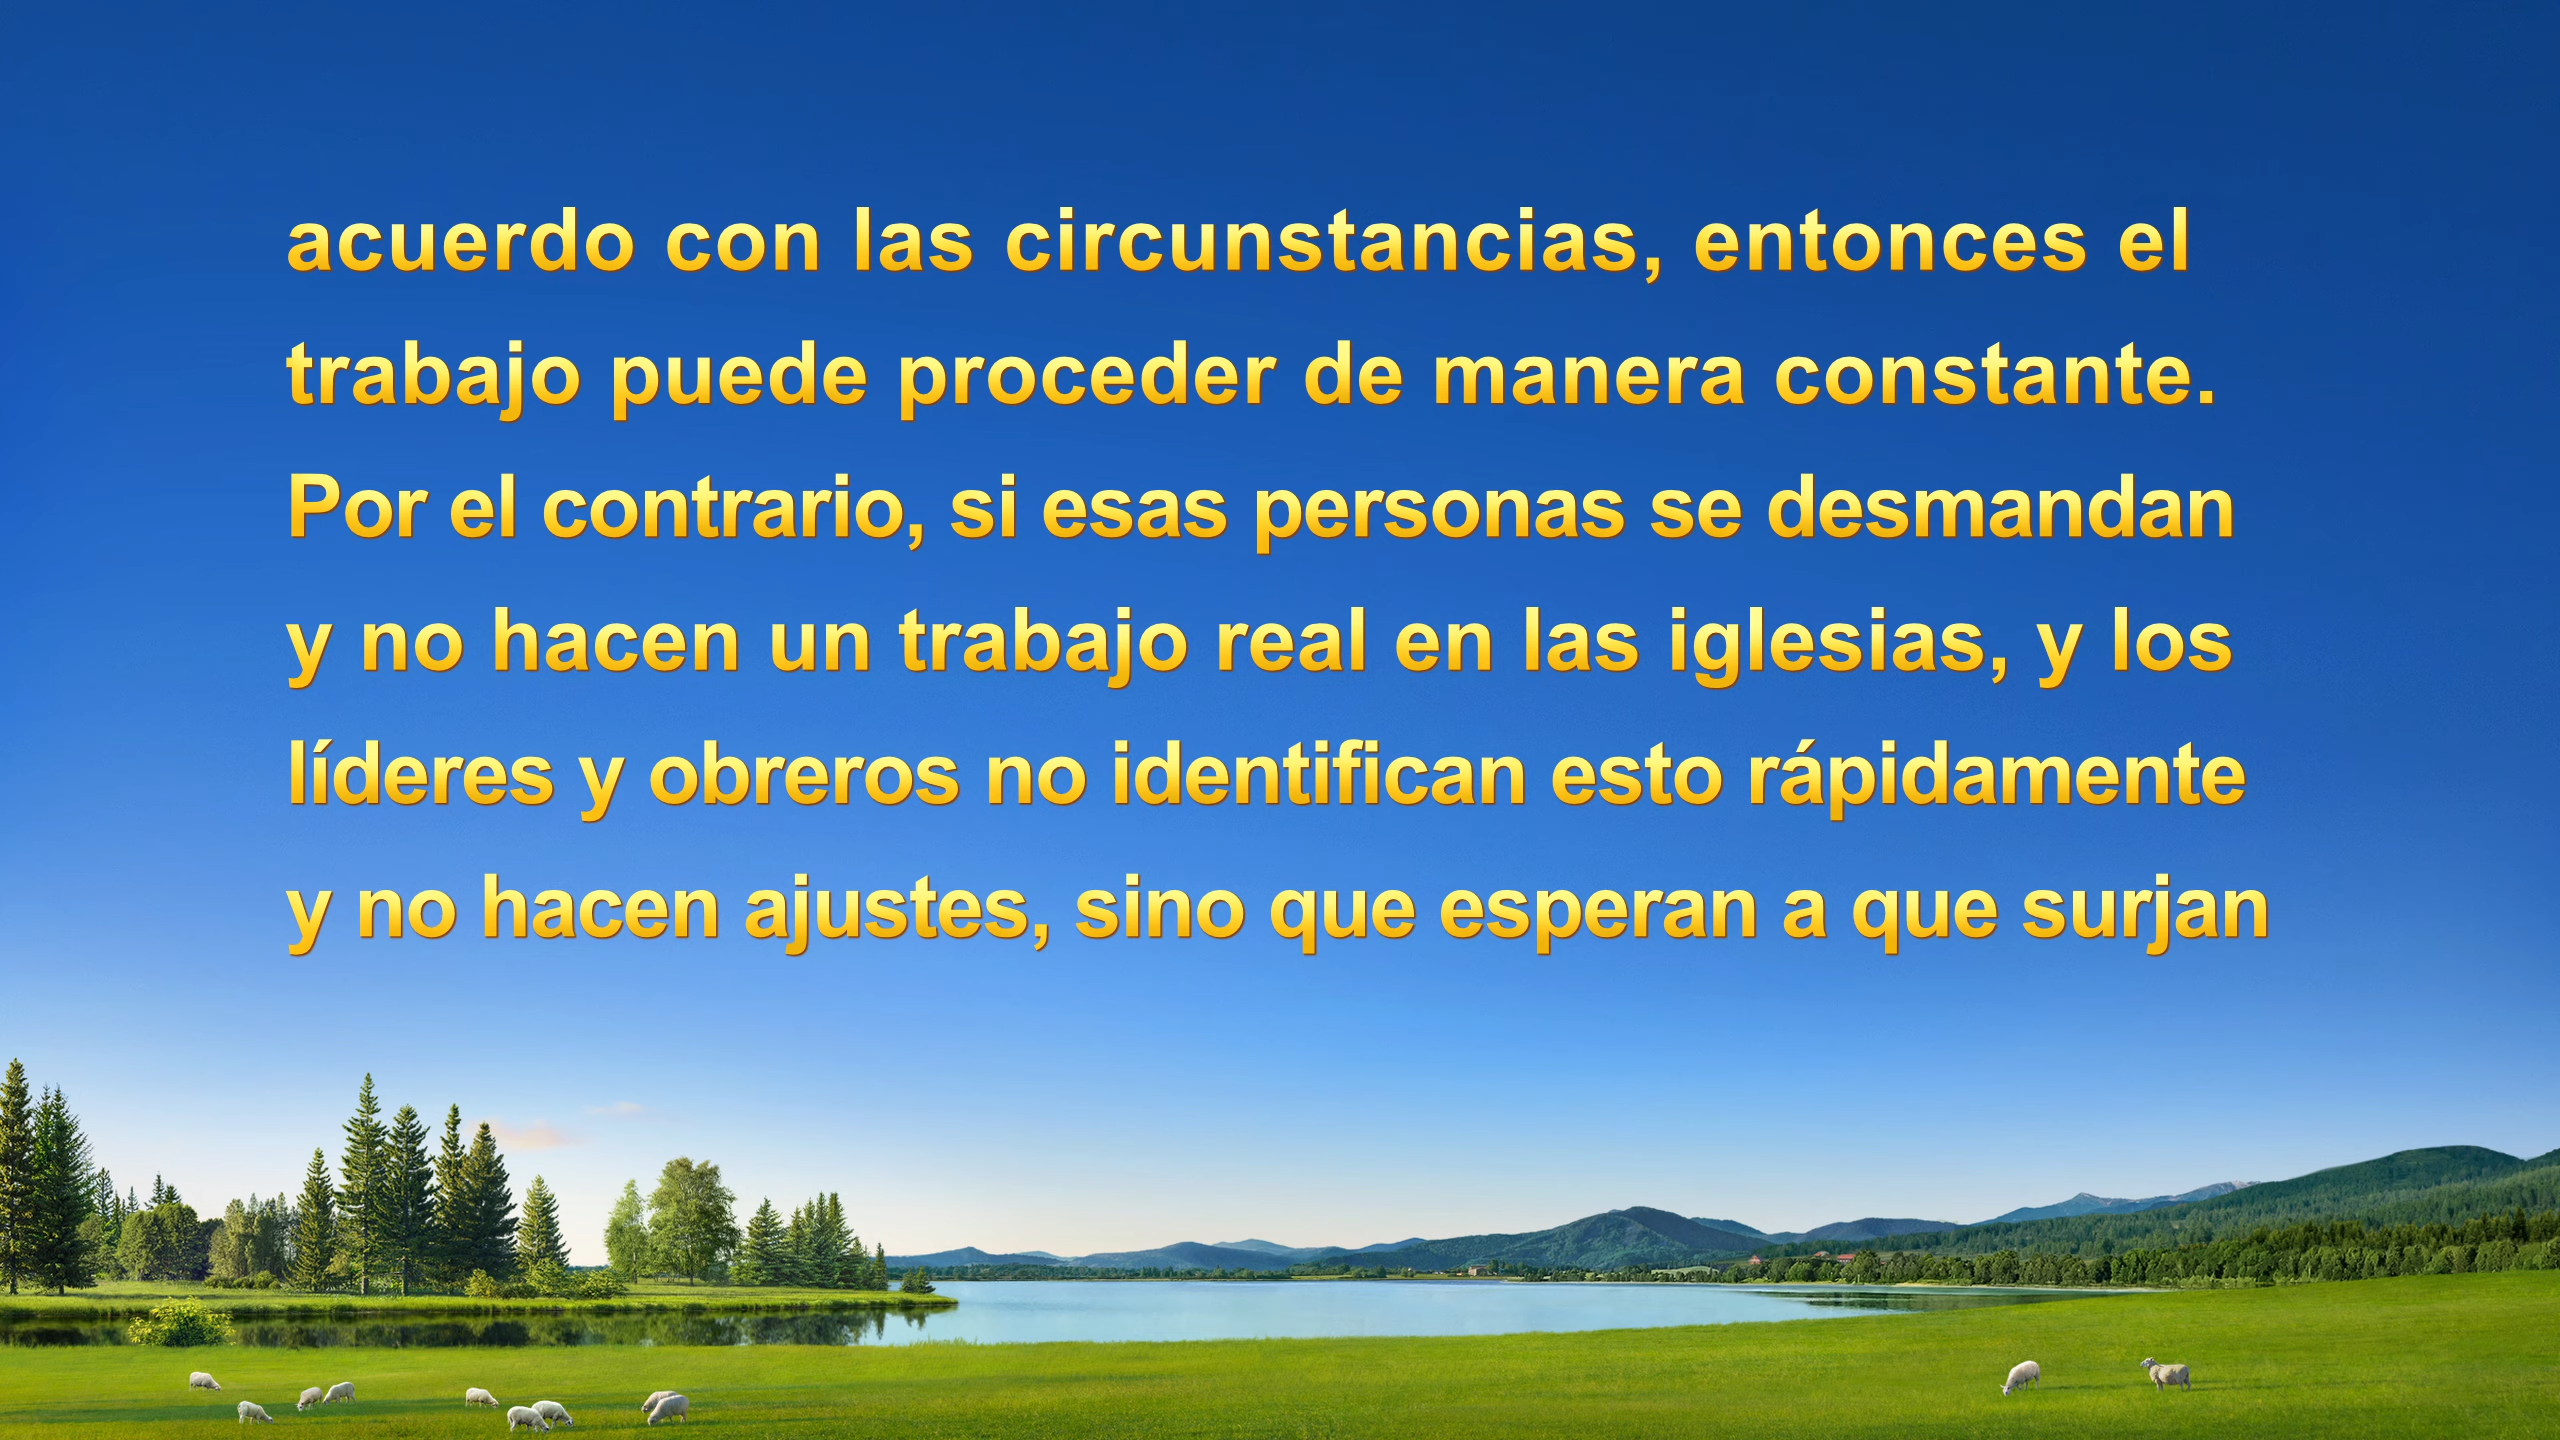 acuerdo con las circunstancias, entonces el
trabajo puede proceder de manera constante.
Por el contrario, si esas personas se desmandan
y no hacen un trabajo real en las iglesias, y los
líderes y obreros no identifican esto rápidamente
y no hacen ajustes, sino que esperan a que surjan